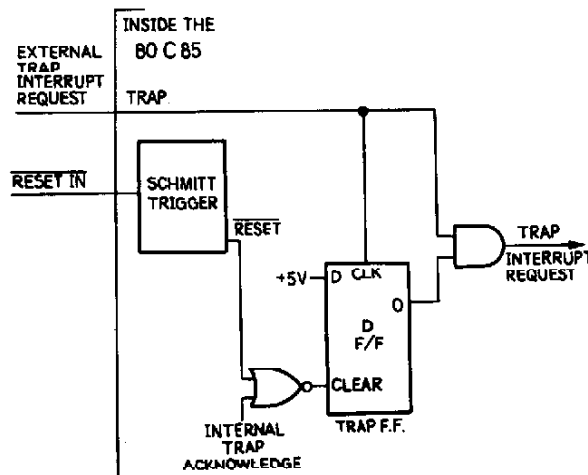 INSIDE THE
80 C 85
EXTERNAL
TRAP
INTERRUPT
REQUEST
TRAP
RESET IN
SCHMITT
TRIGGER
RESET
TRAP
INTERRUPT
REQUEST
+5V
D CLK
O
D
F/F
CLEAR
TRAP F.F.
INTERNAL
TRAP
ACKNOWLEDGE